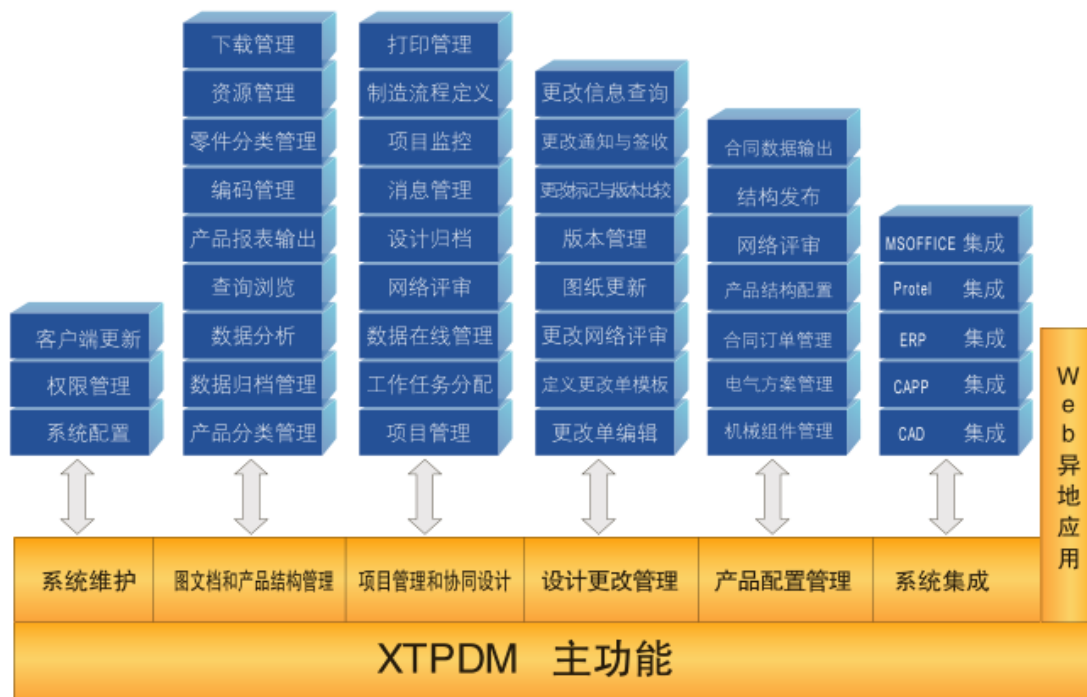 下载管理
资源管理
零件分类管理
编码管理
产品报表输出
查询浏览
数据分析
数据归档管理
产品分类管理
打印管理
制造流程定义
项目监控
消息管理
设计归档
网络评审
数据在线管理
工作任务分配
项目管理
更改信息查询
更改通知与签收
更改标记与版本比较
版本管理
图纸更新
更改网络评审
定义更改单模板
更改单编辑
合同数据输出
结构发布
网络评审
产品结构配置
合同订单管理
电气方案管理
机械组件管理
MSOFFICE 集成
Protel 集成
ERP 集成
CAPP 集成
CAD 集成
客户端更新
权限管理
系统配置
Web异地应用
系统维护
图文档和产品结构管理
项目管理和协同设计
设计更改管理
产品配置管理
系统集成
XTPDM 主功能